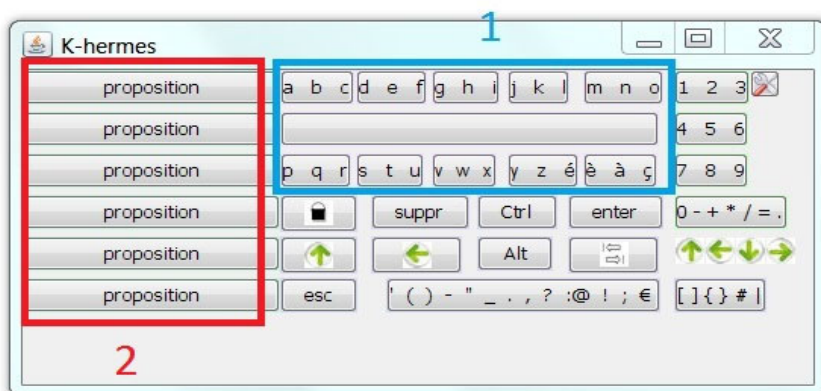 1
K-hermes
proposition a b c d e f g h i j k l m n o 1 2 3
proposition 4 5 6
proposition p q r s t u v w x y z é è à ç 7 8 9
proposition suppr Ctrl enter 0 - + * / = .
proposition Alt
proposition esc ' ( ) - " _ . , ? : @ ! ; € [ ] { } # |
2